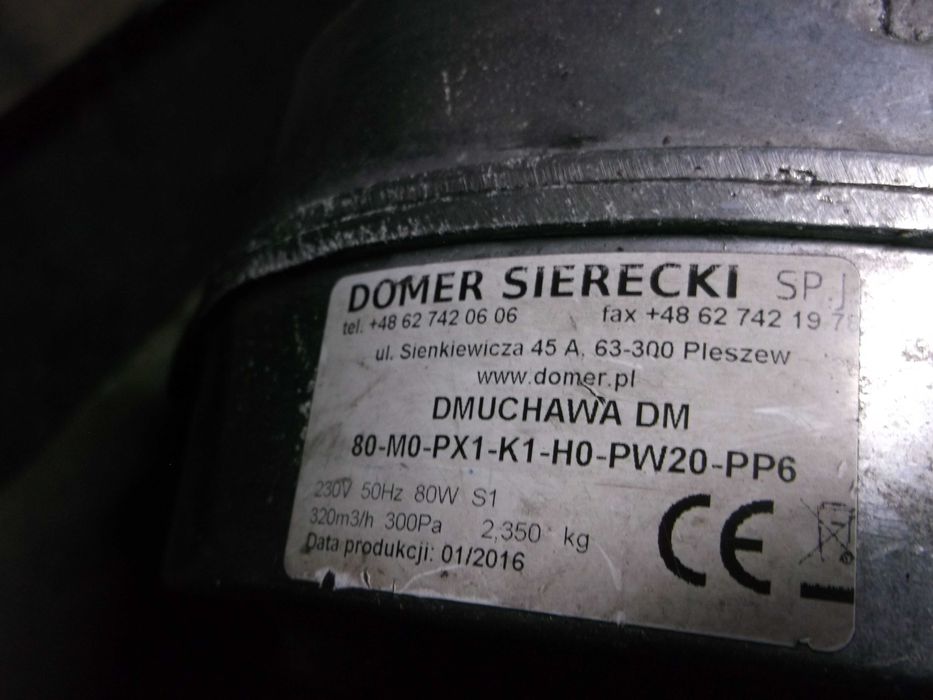 DOMER SIERECKI SP.J
tel. +48 62 742 06 06 fax +48 62 742 19 78
ul. Sienkiewicza 45 A, 63-300 Pleszew
www.domer.pl
DMUCHAWA DM
80-M0-PX1-K1-H0-PW20-PP6
230V 50Hz 80W S1
320m3/h 300Pa 2,350 kg
Data produkcji: 01/2016
CE